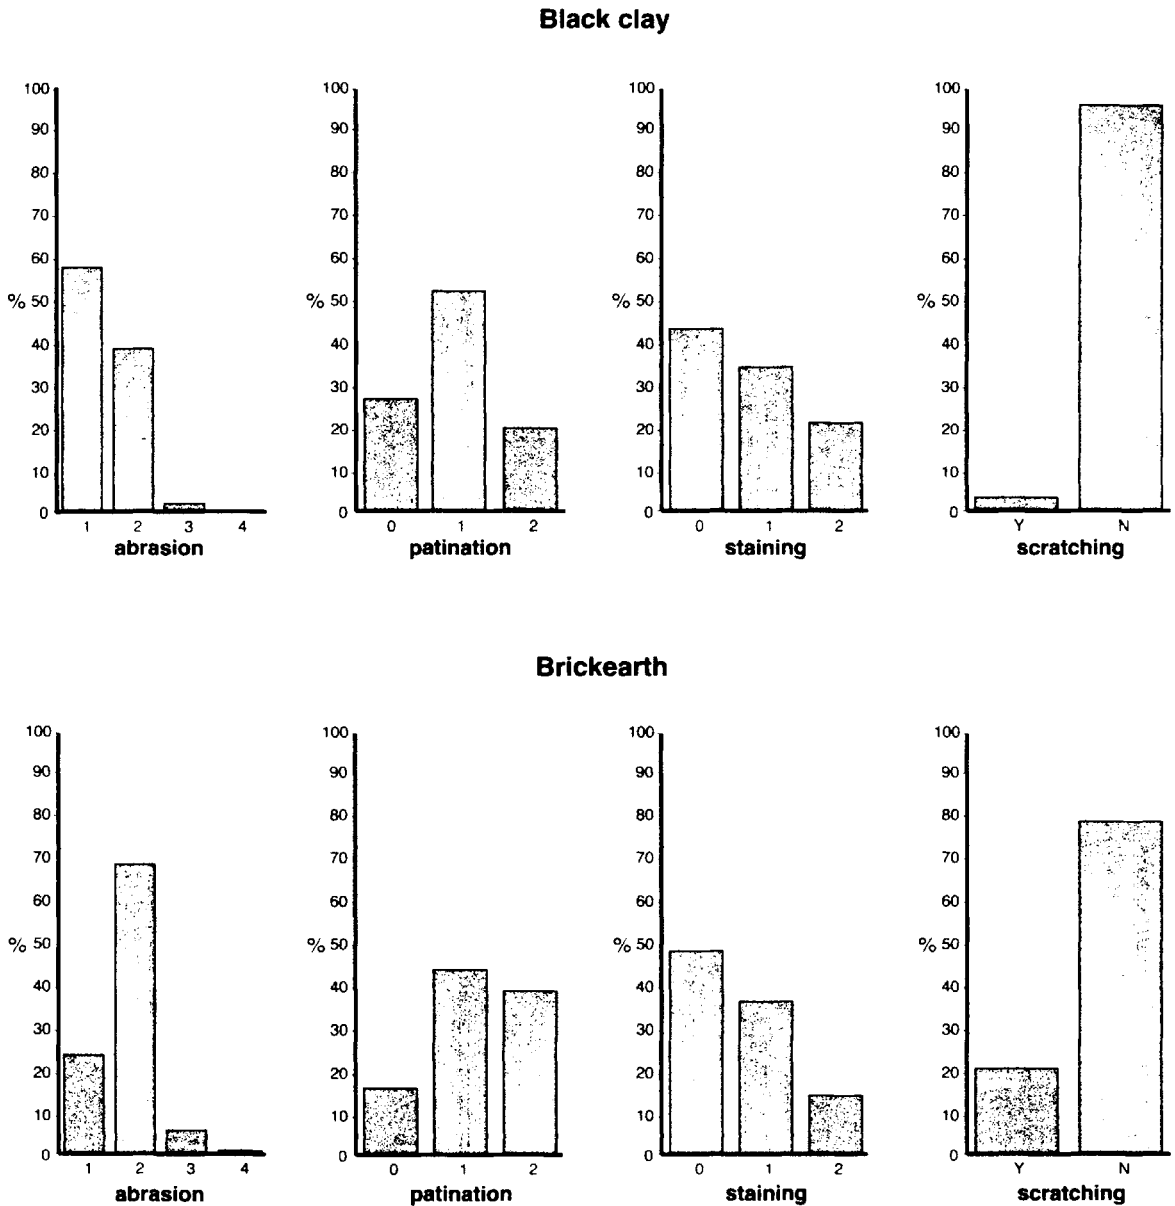 Black clay
100 100 100 100
90 90 90 90
80 80 80 80
70 70 70 70
60 60 60 60
% 50 % 50 % 50 % 50
40 40 40 40
30 30 30 30
20 20 20 20
10 10 10 10
0 0 0 0
1 2 3 4 0 1 2 0 1 2 Y N
abrasion patination staining scratching
Brickearth
100 100 100 100
90 90 90 90
80 80 80 80
70 70 70 70
60 60 60 60
% 50 % 50 % 50 % 50
40 40 40 40
30 30 30 30
20 20 20 20
10 10 10 10
0 0 0 0
1 2 3 4 0 1 2 0 1 2 Y N
abrasion patination staining scratching